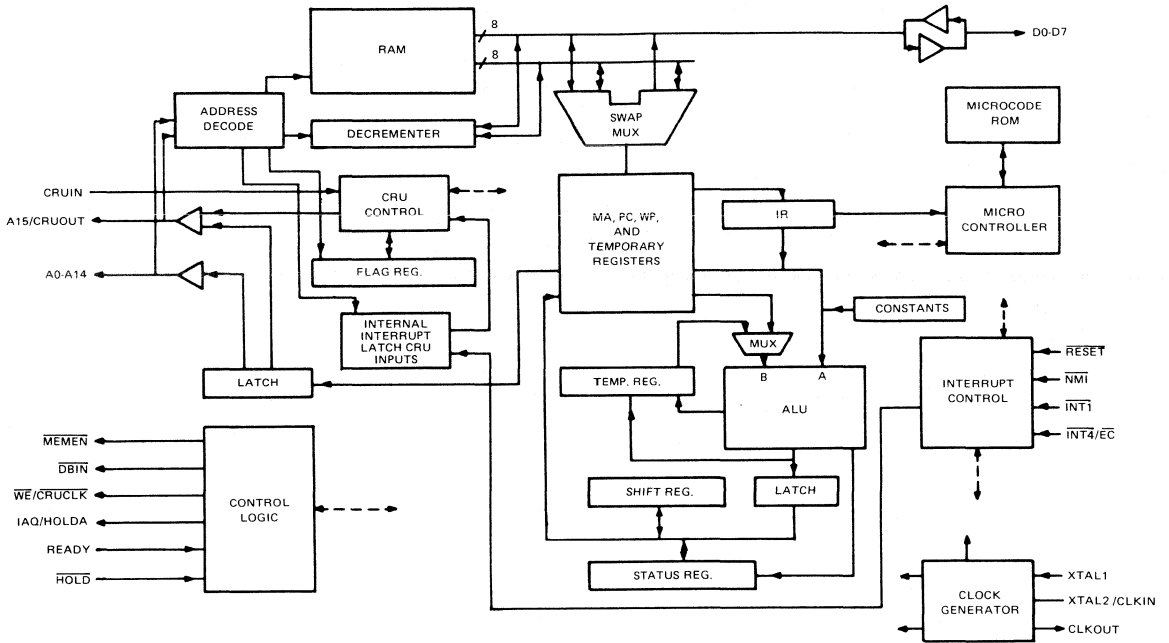 8
RAM
D0-D7
8
ADDRESS
DECODE
SWAP
MUX
MICROCODE
ROM
DECREMENTER
CRUIN
CRU
CONTROL
A15/CRUOUT
MA, PC, WP,
AND
TEMPORARY
REGISTERS
IR
MICRO
CONTROLLER
A0-A14
FLAG REG.
CONSTANTS
INTERNAL
INTERRUPT
LATCH CRU
INPUTS
MUX
B
A
RESET
NMI
INT1
INT4/EC
INTERRUPT
CONTROL
LATCH
TEMP. REG.
ALU
MEMEN
DBIN
WE/CRUCLK
IAQ/HOLDA
READY
HOLD
CONTROL
LOGIC
SHIFT REG.
LATCH
STATUS REG.
CLOCK
GENERATOR
XTAL1
XTAL2/CLKIN
CLKOUT